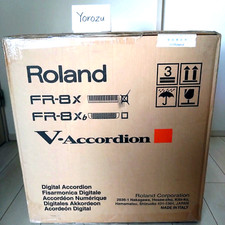 Yorozu
Roland
3
FR-8x
FR-8xb
V-Accordion
Digital Accordion
Fisarmonica Digitale
Accordéon Numérique
Digitales Akkordeon
Acordeón Digital
Roland Corporation
MADE IN ITALY